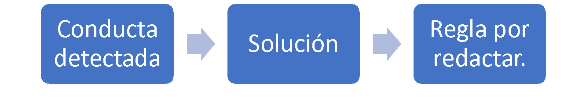 Conducta
detectada
Solución
Regla por
redactar.